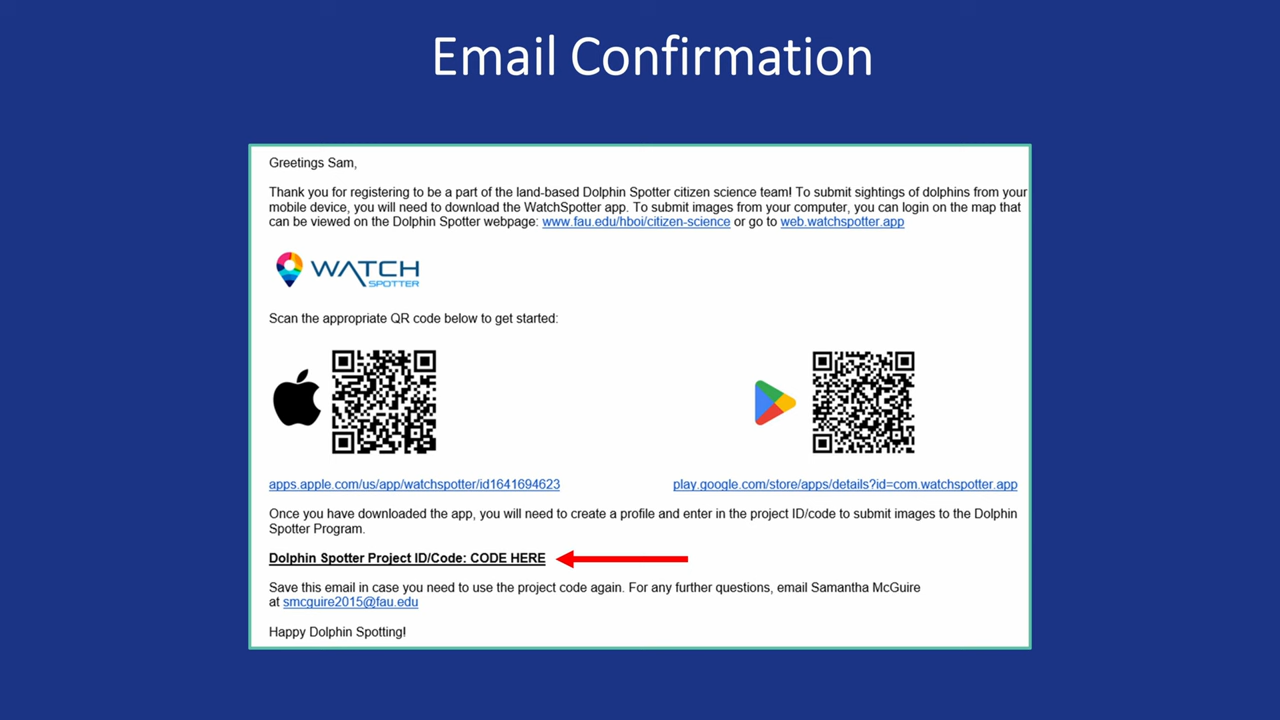 Email Confirmation
Greetings Sam,
Thank you for registering to be a part of the land-based Dolphin Spotter citizen science team! To submit sightings of dolphins from your
mobile device, you will need to download the WatchSpotter app. To submit images from your computer, you can login on the map that
can be viewed on the Dolphin Spotter webpage: www.fau.edu/hboi/citizen-science or go to web.watchspotter.app
WATCH
SPOTTER
Scan the appropriate QR code below to get started:
apps.apple.com/us/app/watchspotter/id1641694623
play.google.com/store/apps/details?id=com.watchspotter.app
Once you have downloaded the app, you will need to create a profile and enter in the project ID/code to submit images to the Dolphin
Spotter Program.
Dolphin Spotter Project ID/Code: CODE HERE
Save this email in case you need to use the project code again. For any further questions, email Samantha McGuire
at smcguire2015@fau.edu
Happy Dolphin Spotting!